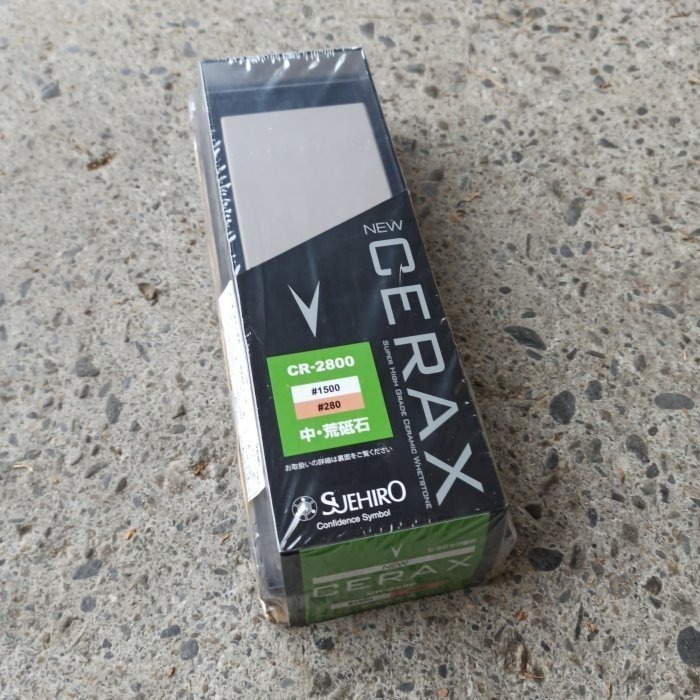 NEW
CERAX
SUPER HIGH GRADE CERAMIC WHETSTONE
CR-2800
#1500
#280
中・荒砥石
お取扱いの詳細は裏面をご覧ください
SUEHIRO
Confidence Symbol
NEW
CERAX